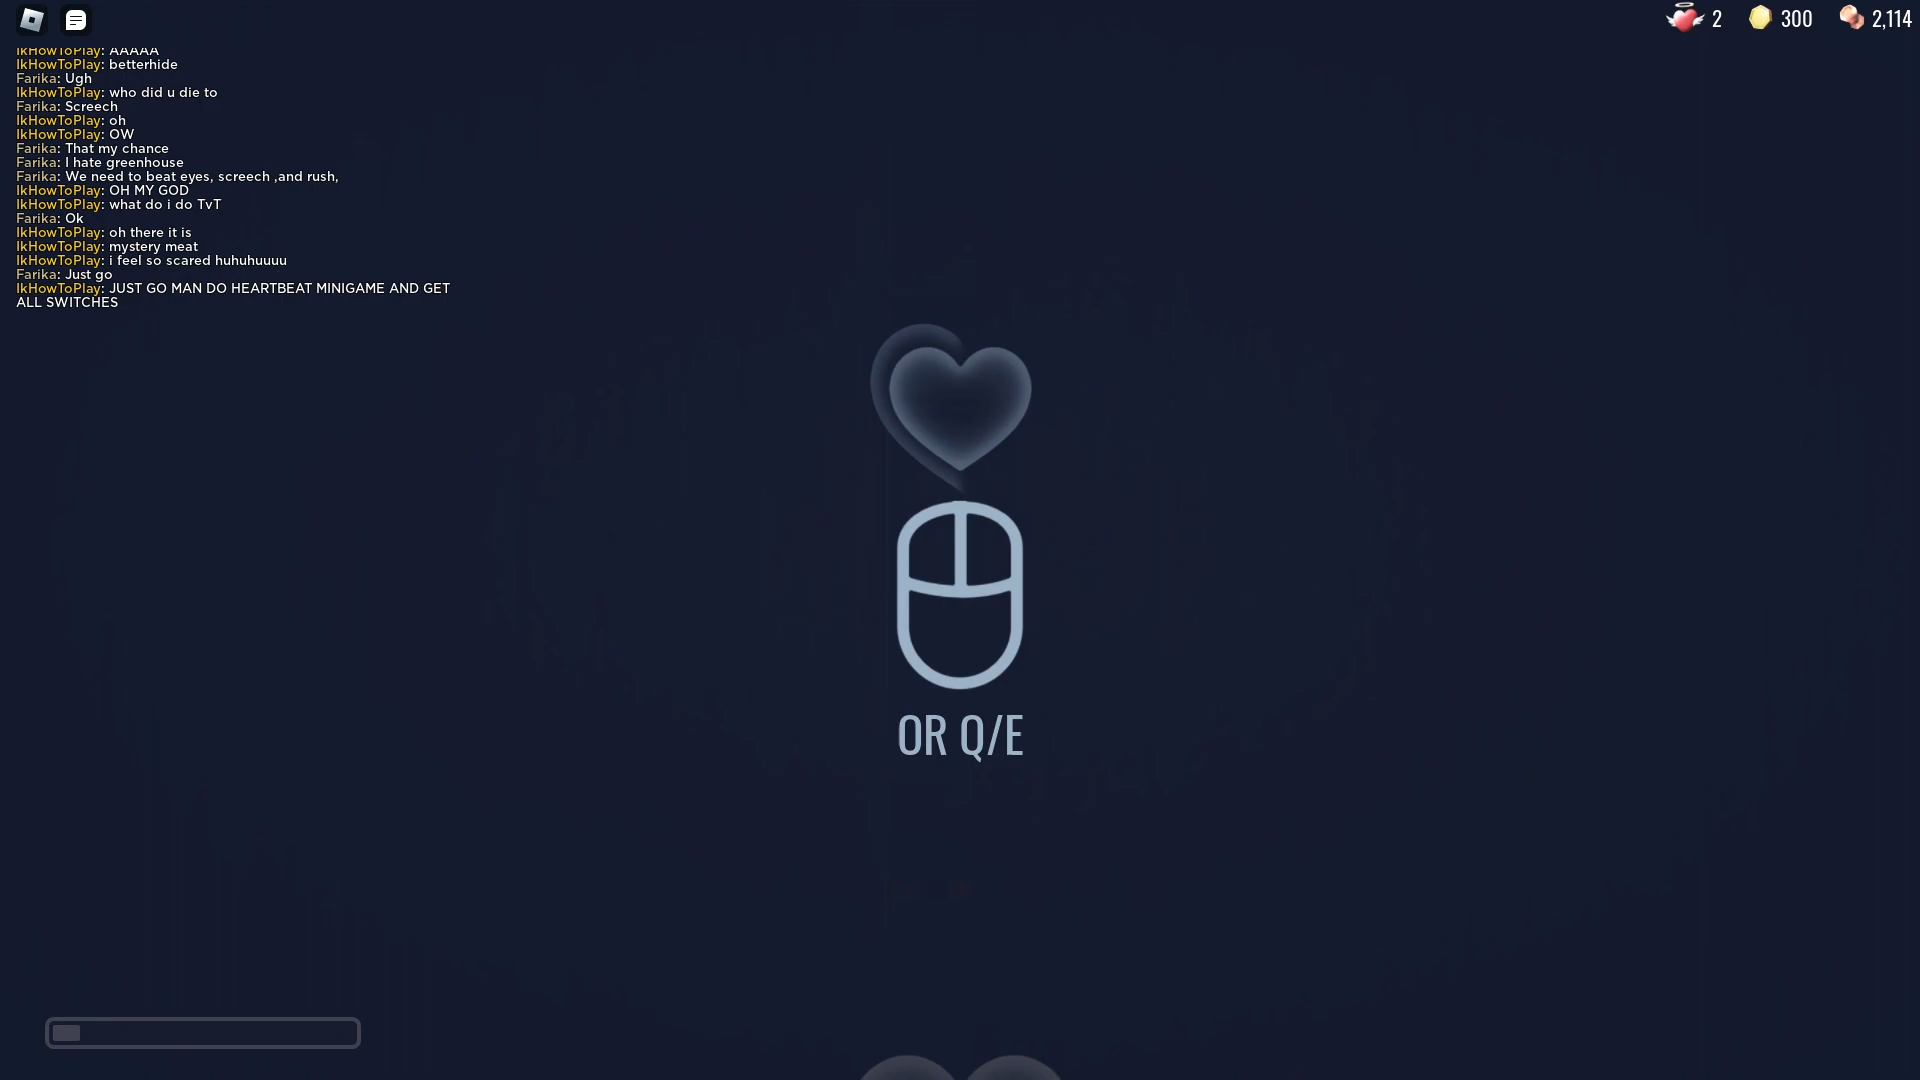 2 300 2,114
IkHowToPlay: AAAAA
IkHowToPlay: betterhide
Farika: Ugh
IkHowToPlay: who did u die to
Farika: Screech
IkHowToPlay: oh
IkHowToPlay: OW
Farika: That my chance
Farika: I hate greenhouse
Farika: We need to beat eyes, screech ,and rush,
IkHowToPlay: OH MY GOD
IkHowToPlay: what do i do TvT
Farika: Ok
IkHowToPlay: oh there it is
IkHowToPlay: mystery meat
IkHowToPlay: i feel so scared huhuhuuuu
Farika: Just go
IkHowToPlay: JUST GO MAN DO HEARTBEAT MINIGAME AND GET
ALL SWITCHES
OR Q/E